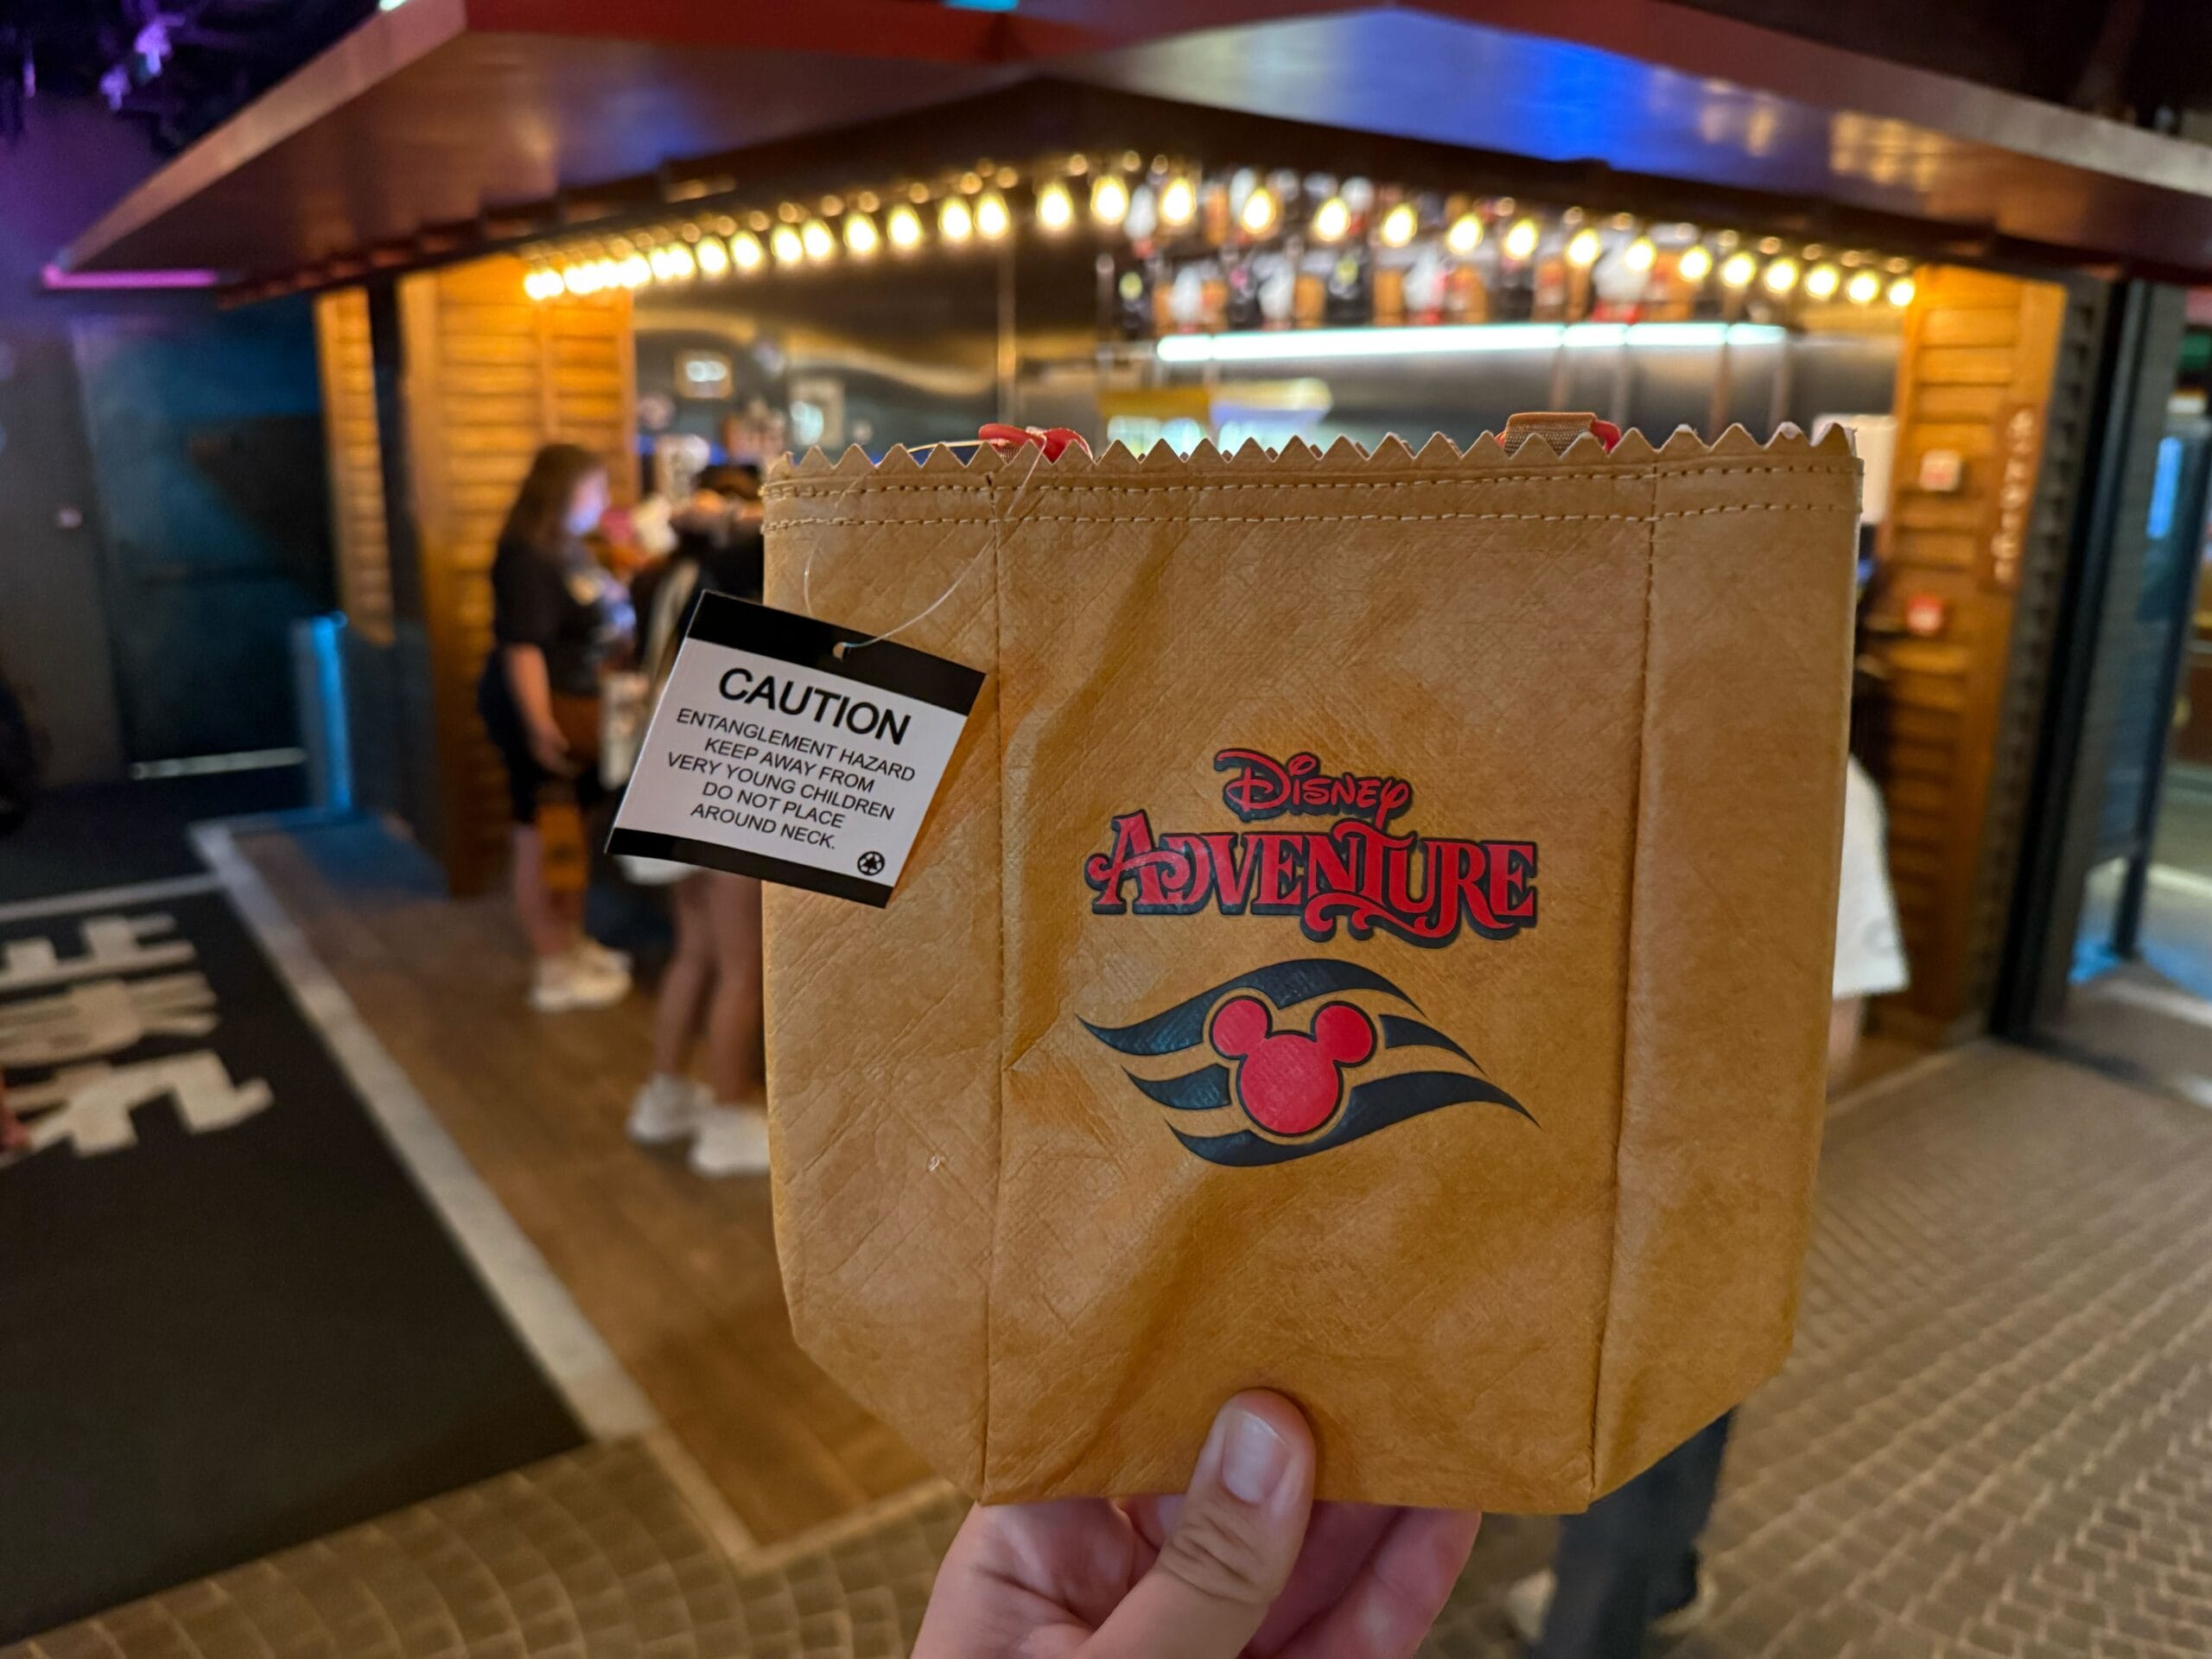 CAUTION
ENTANGLEMENT HAZARD
KEEP AWAY FROM
VERY YOUNG CHILDREN
DO NOT PLACE
AROUND NECK.
Disney
ADVENTURE